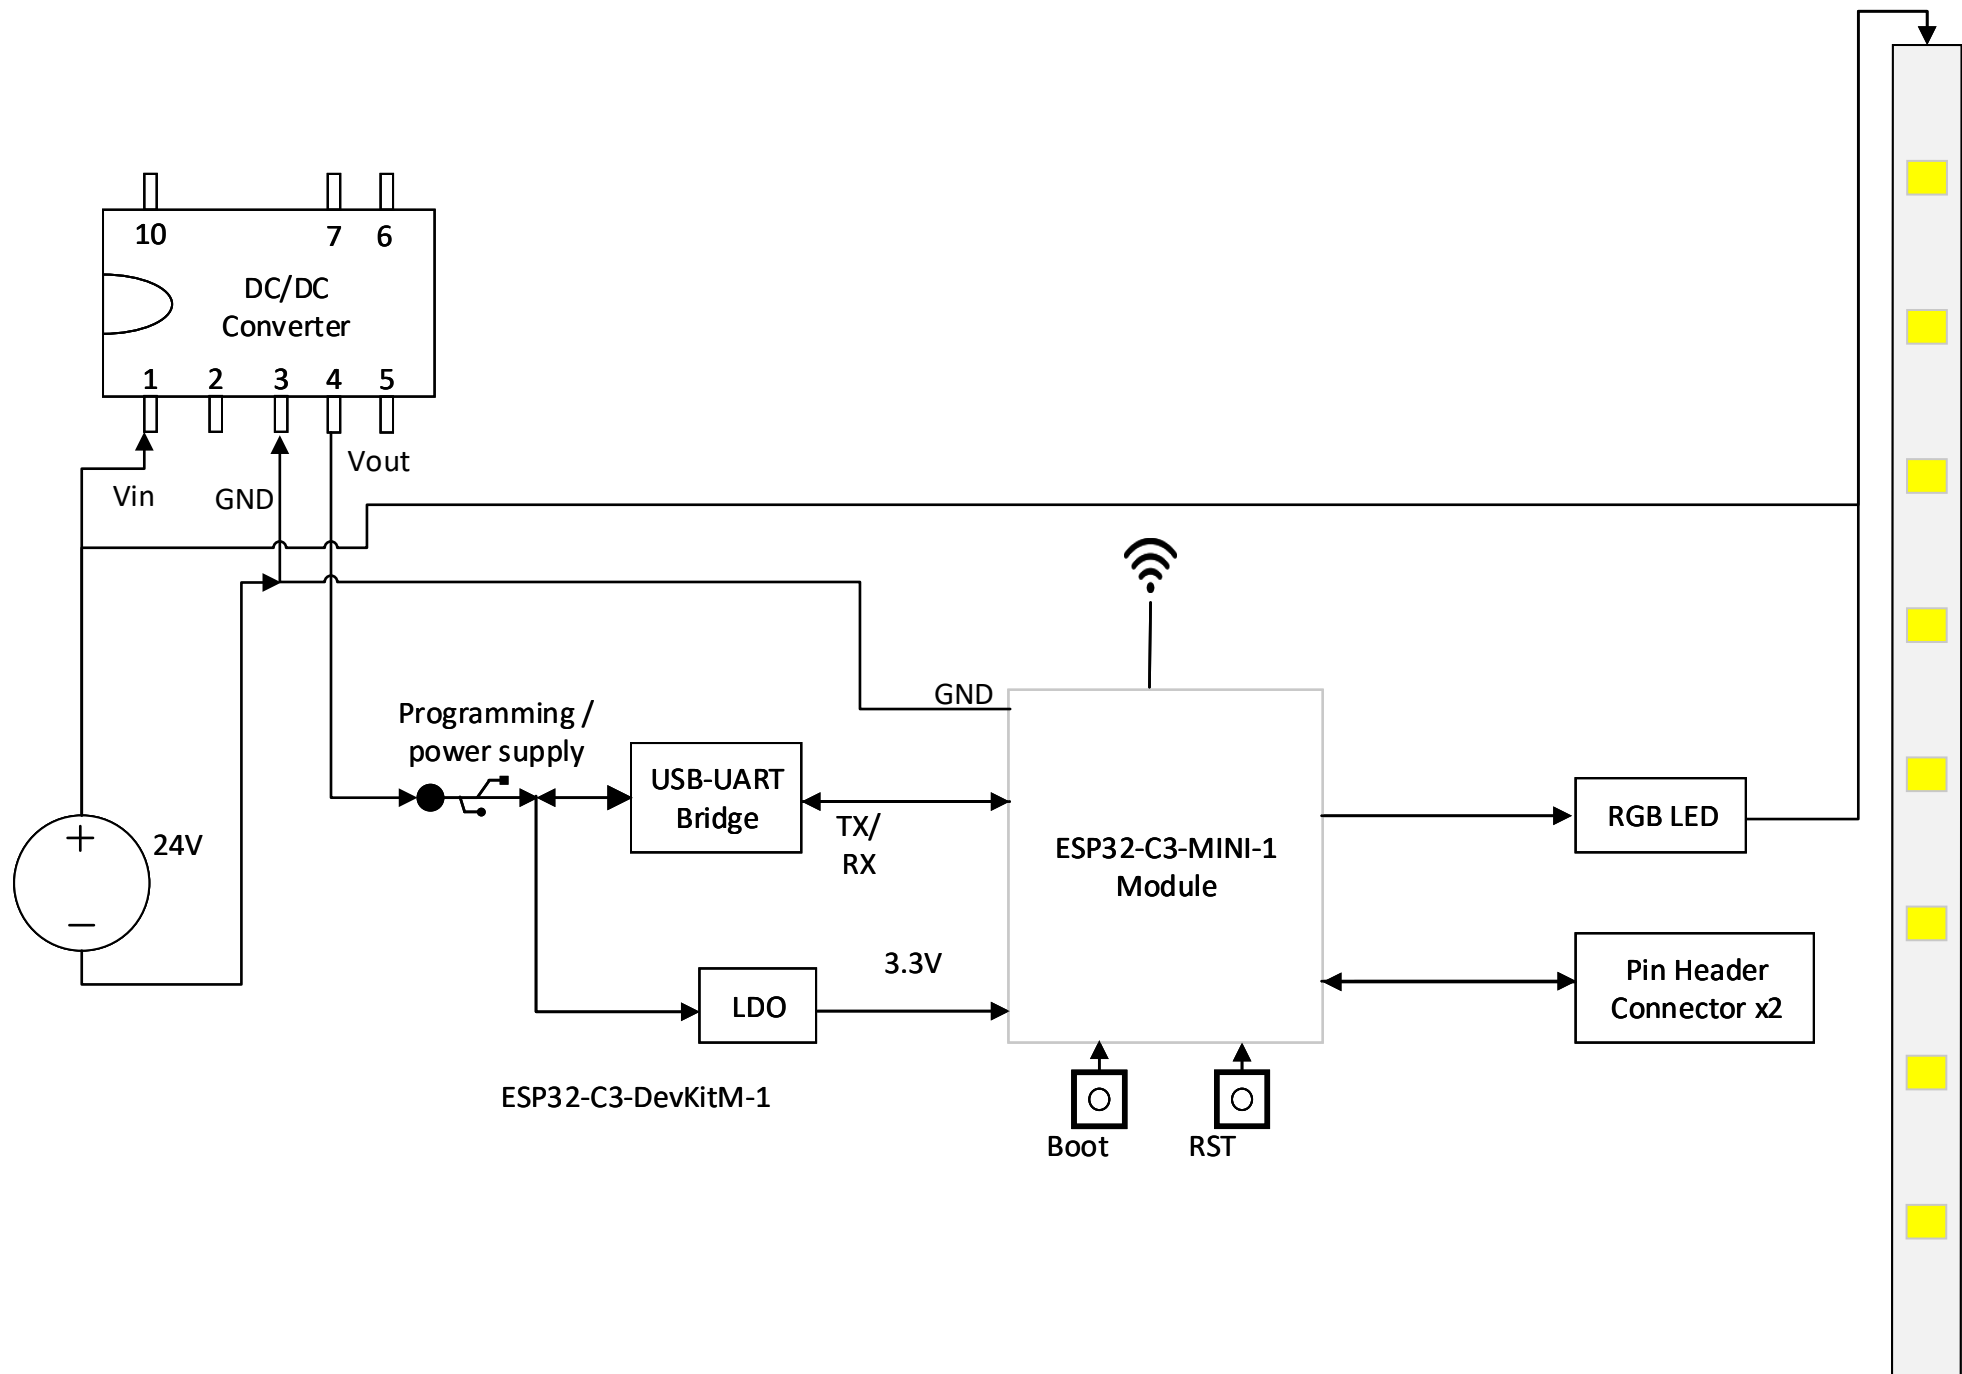 10
7
6
DC/DC
Converter
1
2
3
4
5
Vout
Vin
GND
GND
Programming /
power supply
USB-UART
Bridge
TX/
RX
24V
ESP32-C3-MINI-1
Module
RGB LED
3.3V
LDO
Pin Header
Connector x2
ESP32-C3-DevKitM-1
Boot
RST